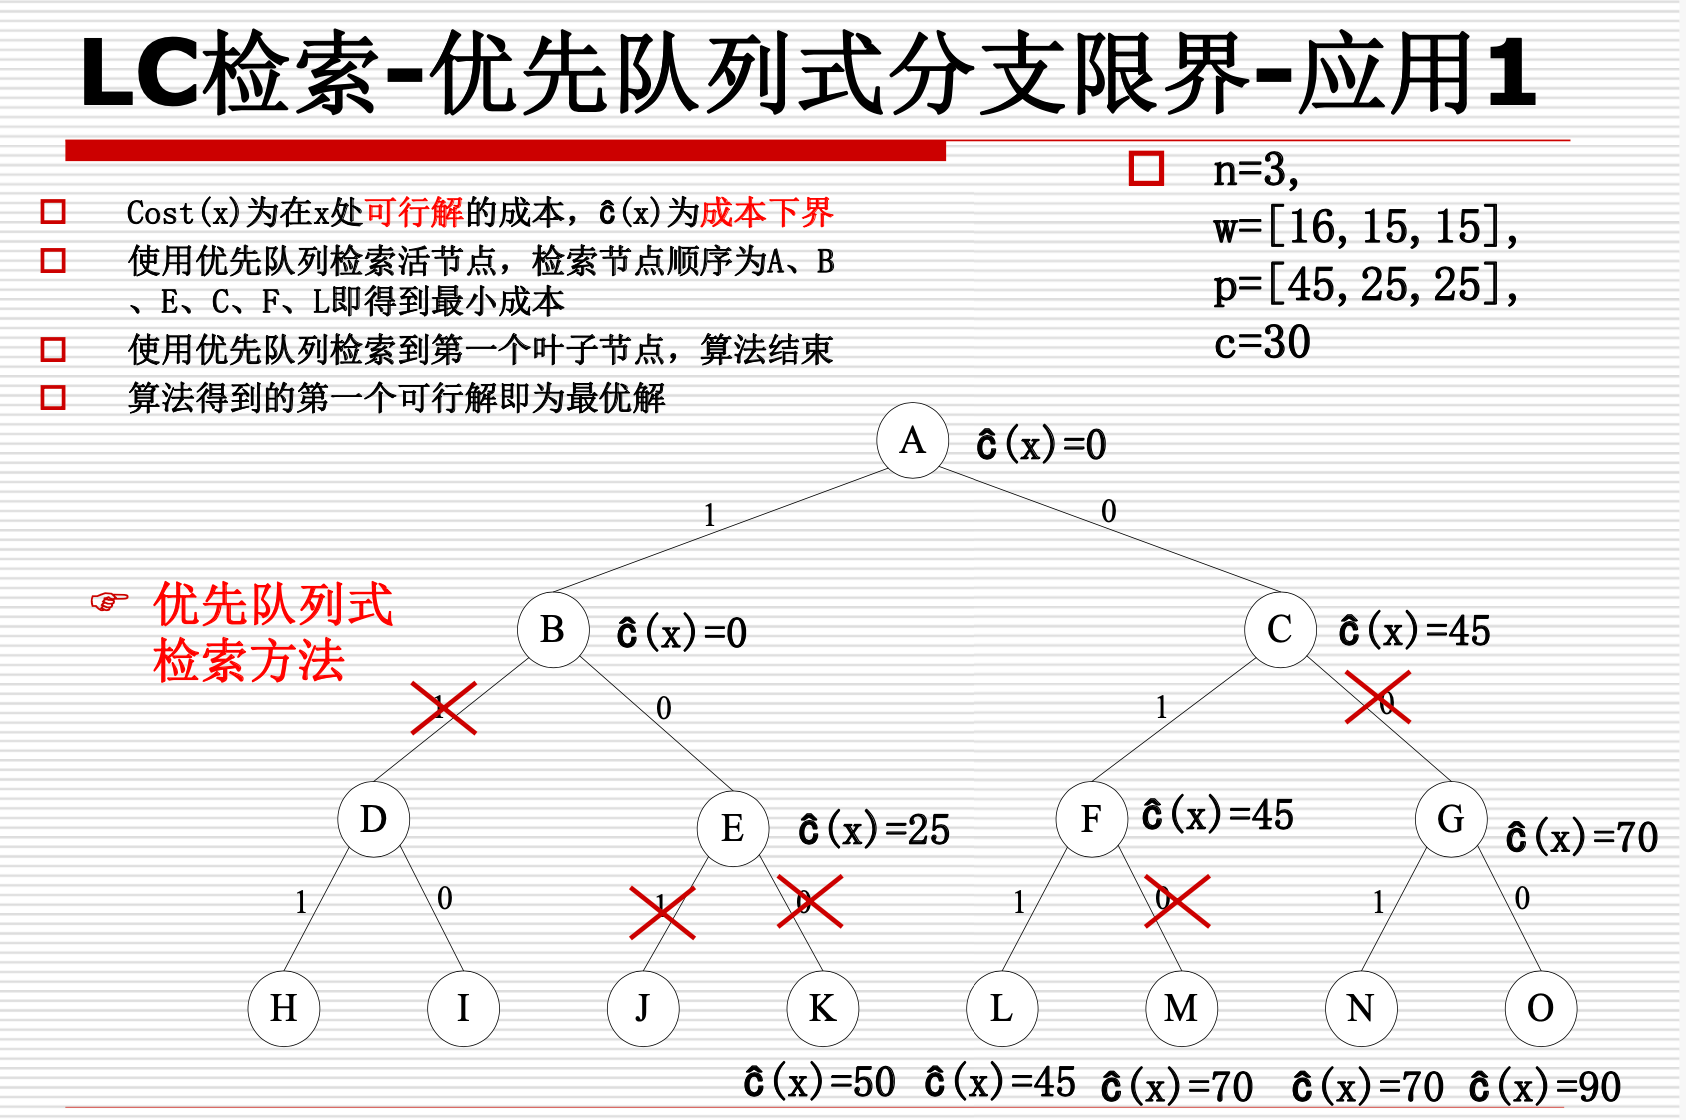 LC检索-优先队列式分支限界-应用1
n=3,
w=[16,15,15],
p=[45,25,25],
c=30
Cost(x)为在x处可行解的成本，ĉ(x)为成本下界
使用优先队列检索活节点，检索节点顺序为A、B
、E、C、F、L即得到最小成本
使用优先队列检索到第一个叶子节点，算法结束
算法得到的第一个可行解即为最优解
A ĉ(x)=0
1 0
优先队列式
检索方法
B ĉ(x)=0 C ĉ(x)=45
1 0 1 0
D E ĉ(x)=25 F ĉ(x)=45 G ĉ(x)=70
1 0 1 0 1 0 1 0
H I J K L M N O
ĉ(x)=50 ĉ(x)=45 ĉ(x)=70 ĉ(x)=70 ĉ(x)=90